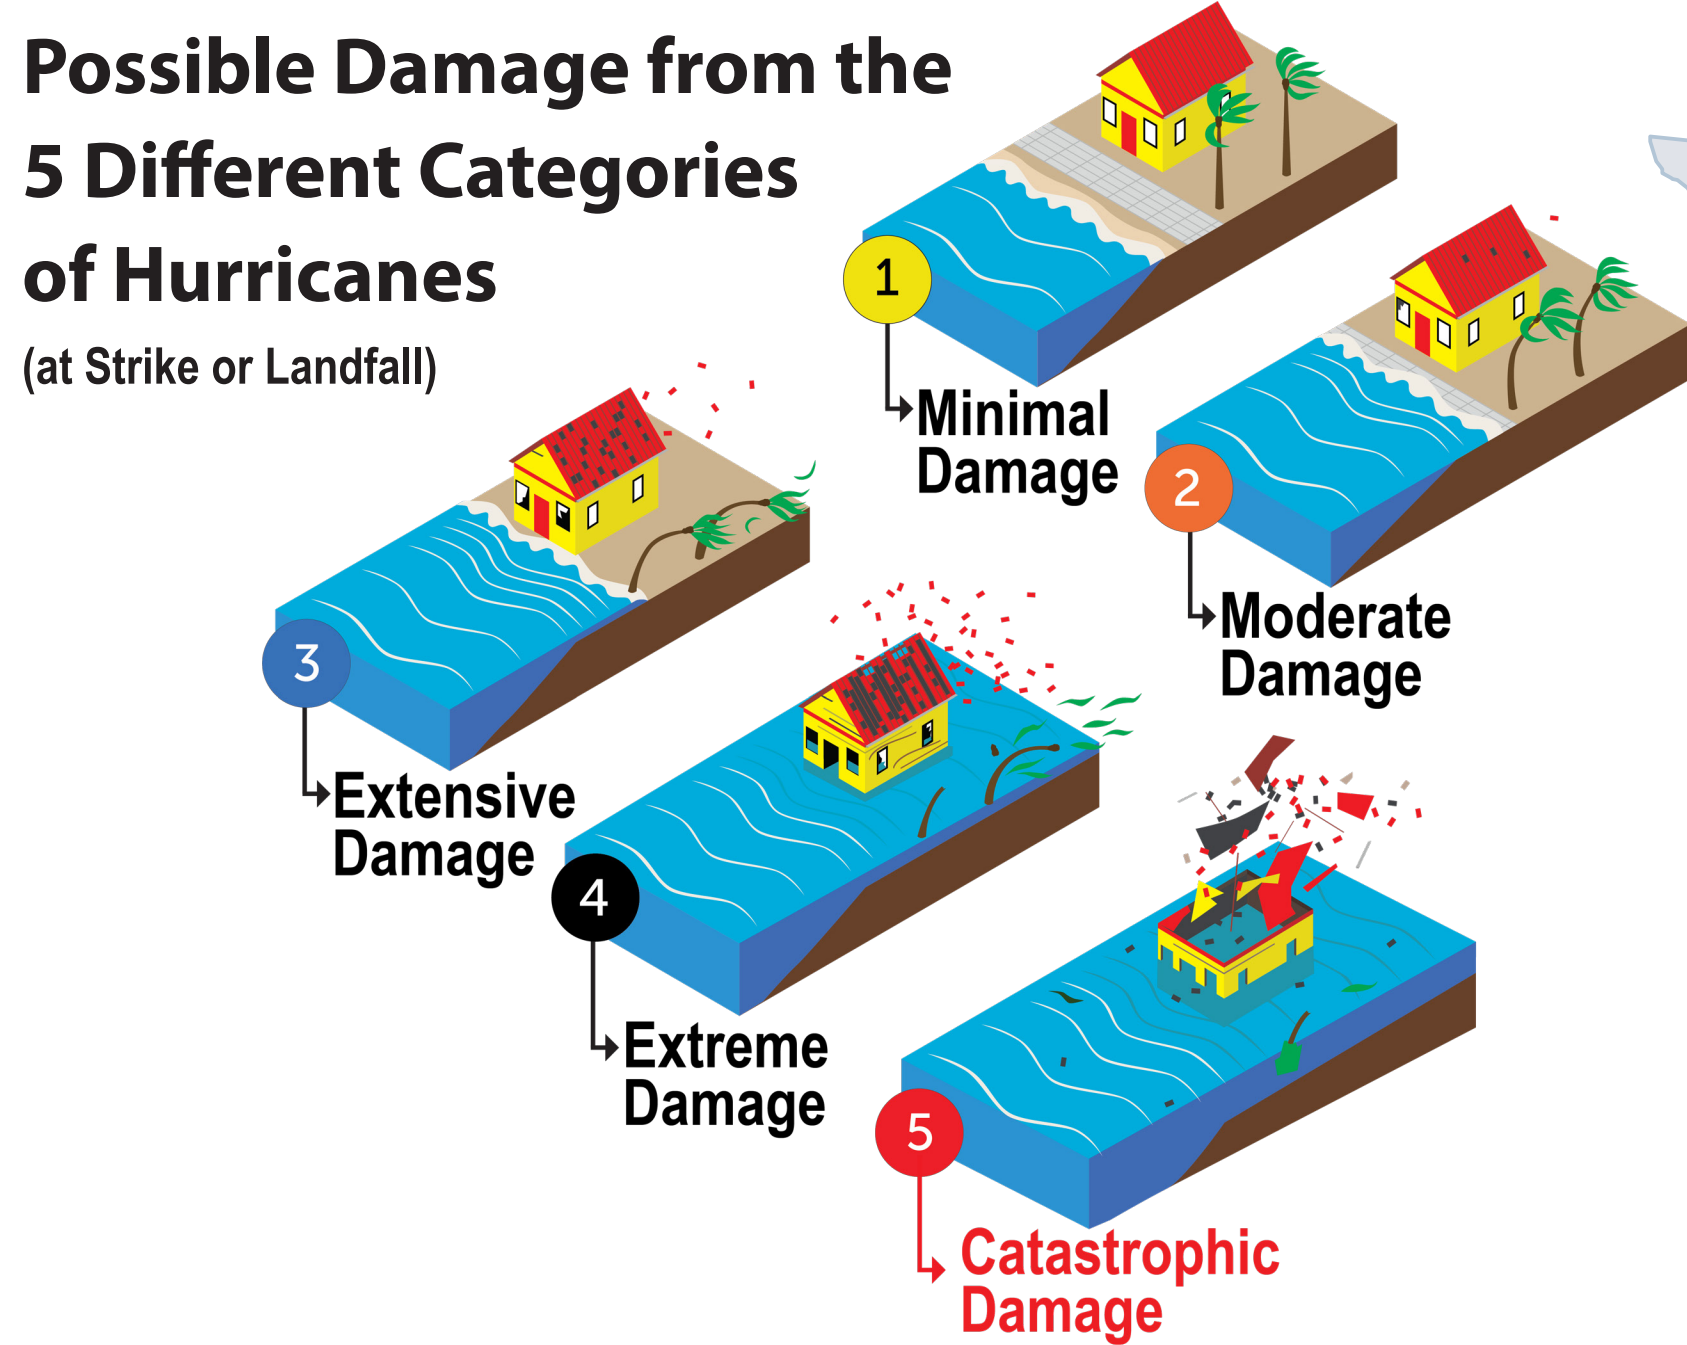 Possible Damage from the
5 Different Categories
of Hurricanes
(at Strike or Landfall)
1
Minimal
Damage
2
Moderate
Damage
3
Extensive
Damage
4
Extreme
Damage
5
Catastrophic
Damage